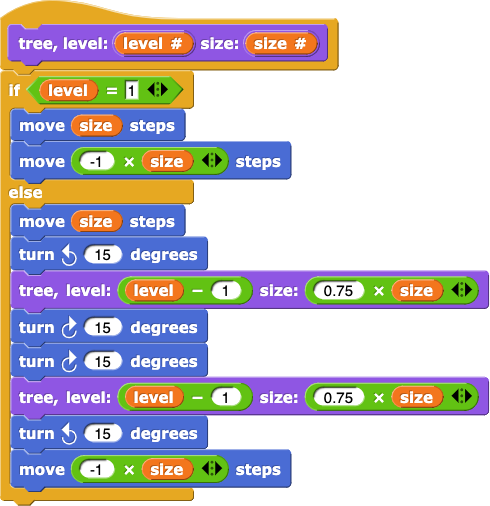 tree, level: level # size: size #
if level = 1
move size steps
move -1 × size steps
else
move size steps
turn 15 degrees
tree, level: level − 1 size: 0.75 × size
turn 15 degrees
turn 15 degrees
tree, level: level − 1 size: 0.75 × size
turn 15 degrees
move -1 × size steps